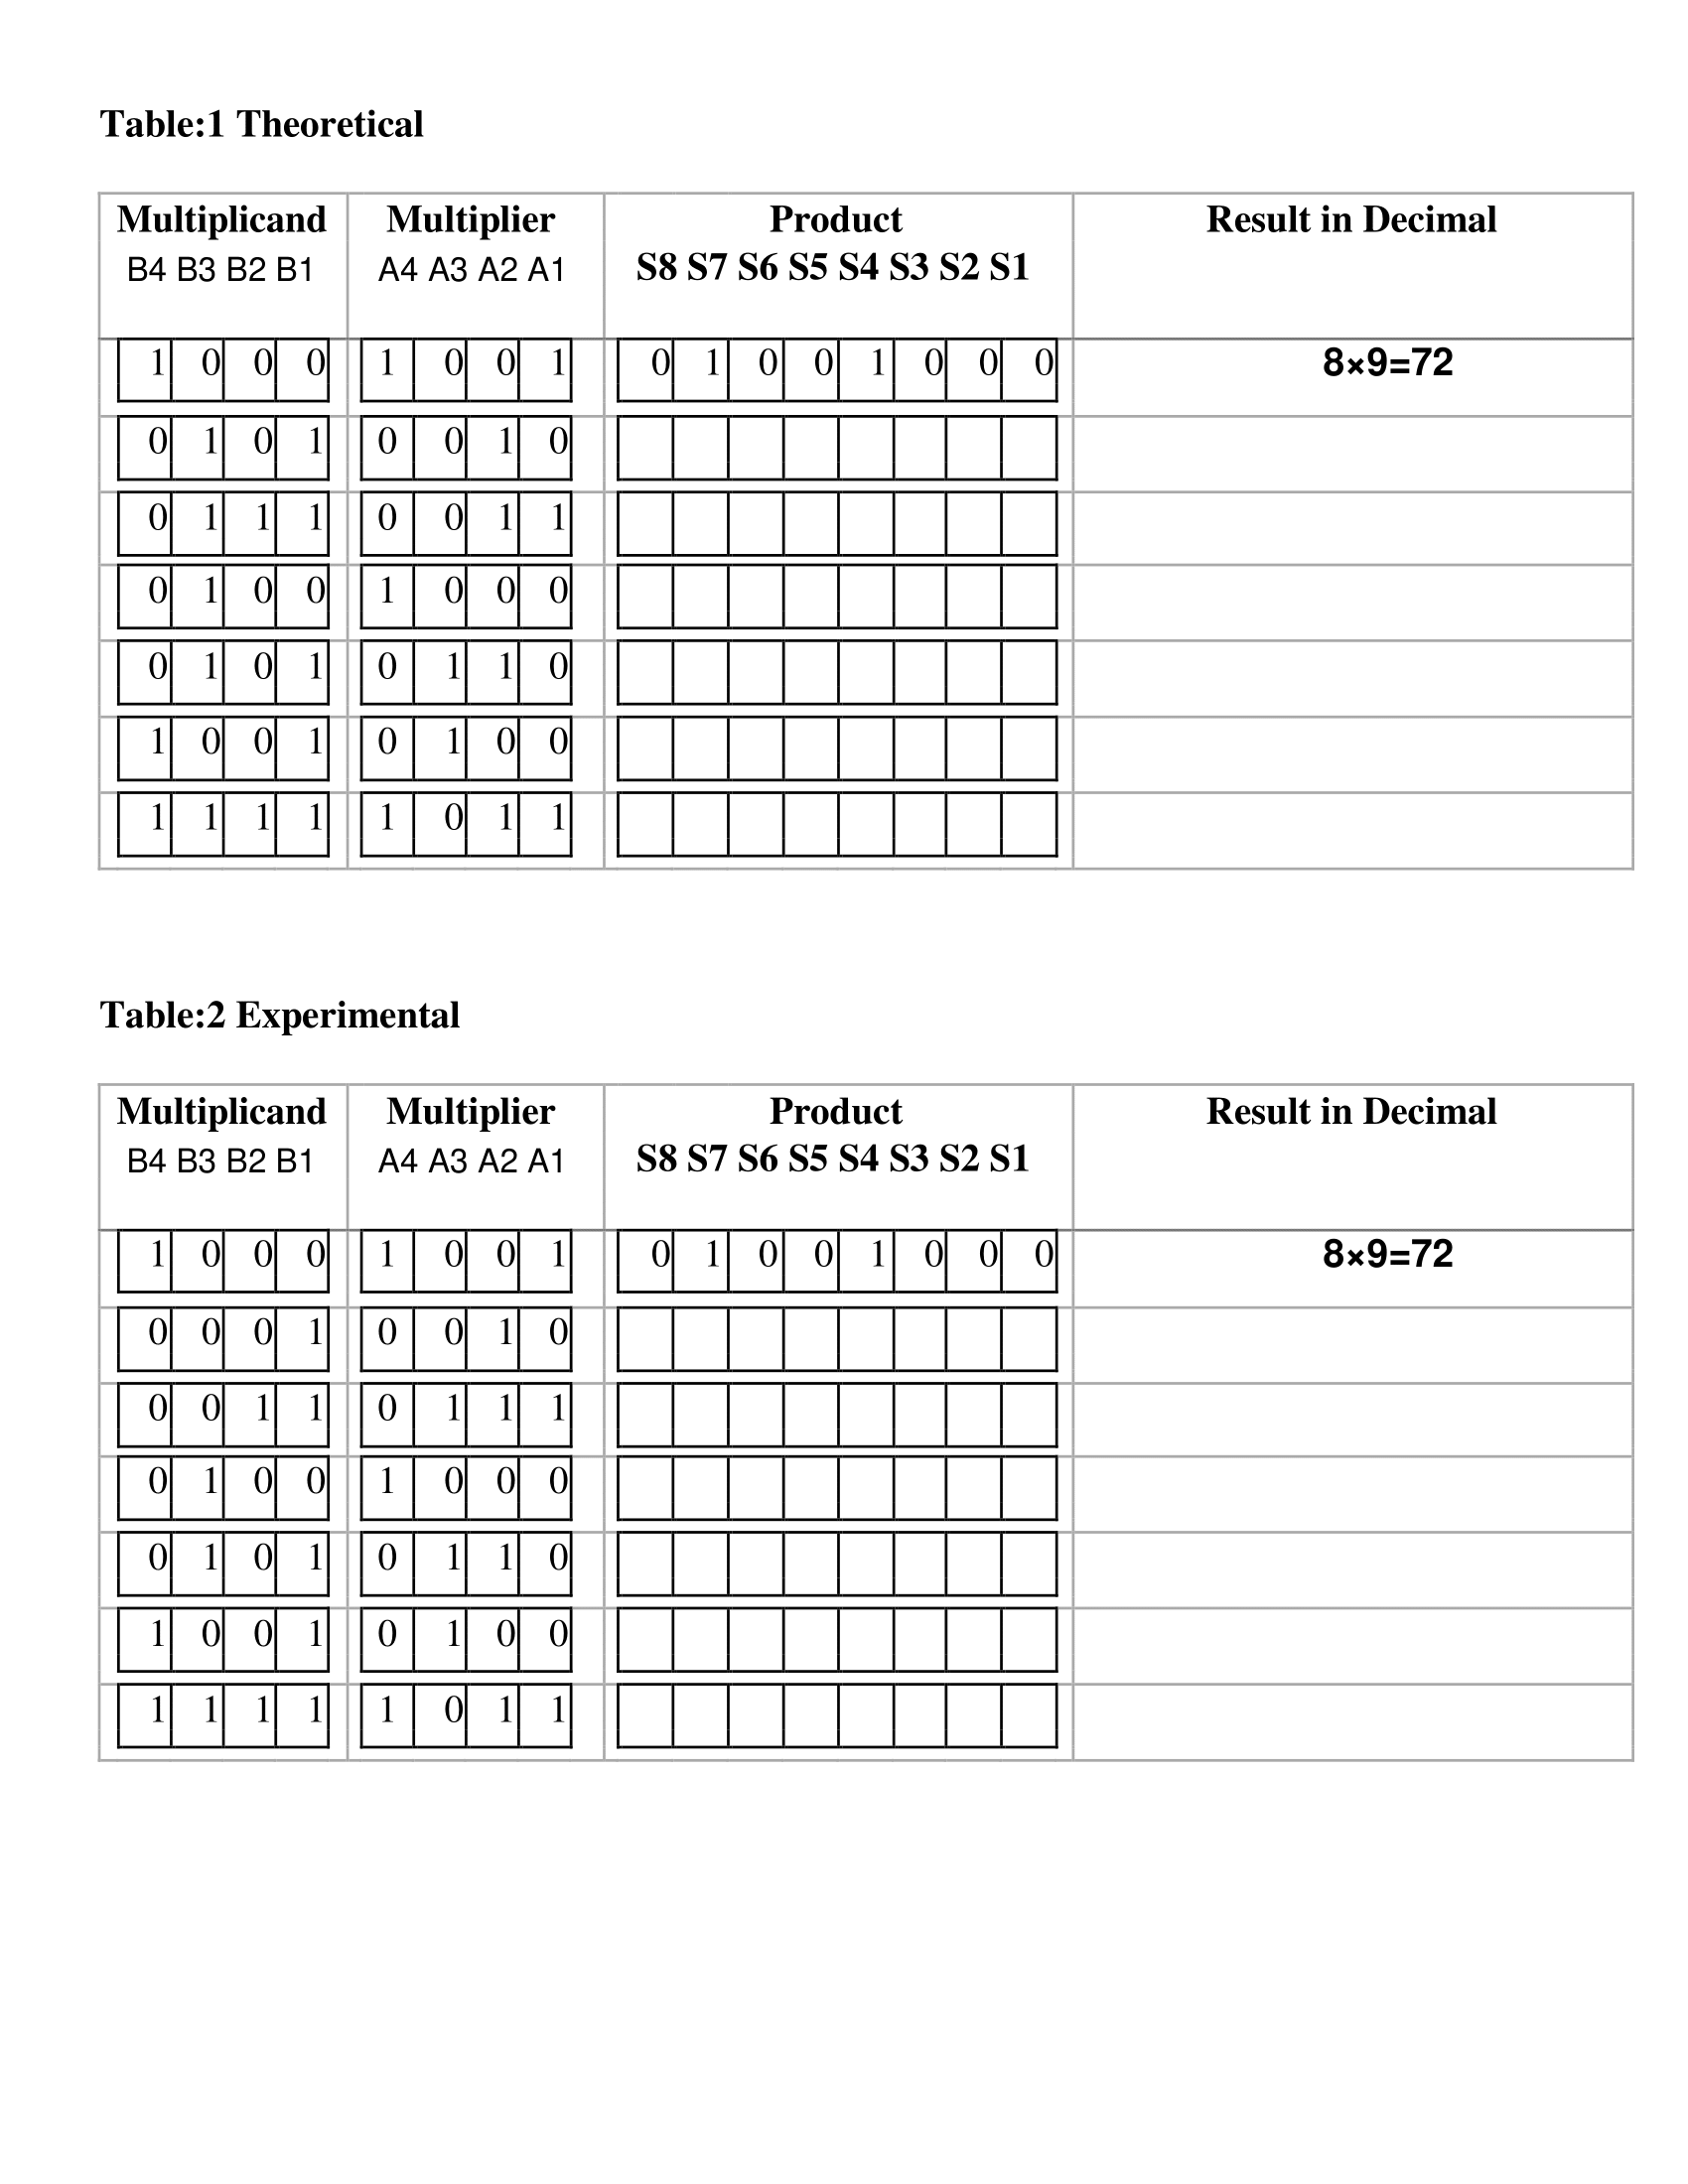 Table:1 Theoretical
Multiplicand Multiplier Product Result in Decimal
B4 B3 B2 B1 A4 A3 A2 A1 S8 S7 S6 S5 S4 S3 S2 S1
1 0 0 0 1 0 0 1 0 1 0 0 1 0 0 0 8×9=72
0 1 0 1 0 0 1 0
0 1 1 1 0 0 1 1
0 1 0 0 1 0 0 0
0 1 0 1 0 1 1 0
1 0 0 1 0 1 0 0
1 1 1 1 1 0 1 1
Table:2 Experimental
Multiplicand Multiplier Product Result in Decimal
B4 B3 B2 B1 A4 A3 A2 A1 S8 S7 S6 S5 S4 S3 S2 S1
1 0 0 0 1 0 0 1 0 1 0 0 1 0 0 0 8×9=72
0 0 0 1 0 0 1 0
0 0 1 1 0 1 1 1
0 1 0 0 1 0 0 0
0 1 0 1 0 1 1 0
1 0 0 1 0 1 0 0
1 1 1 1 1 0 1 1